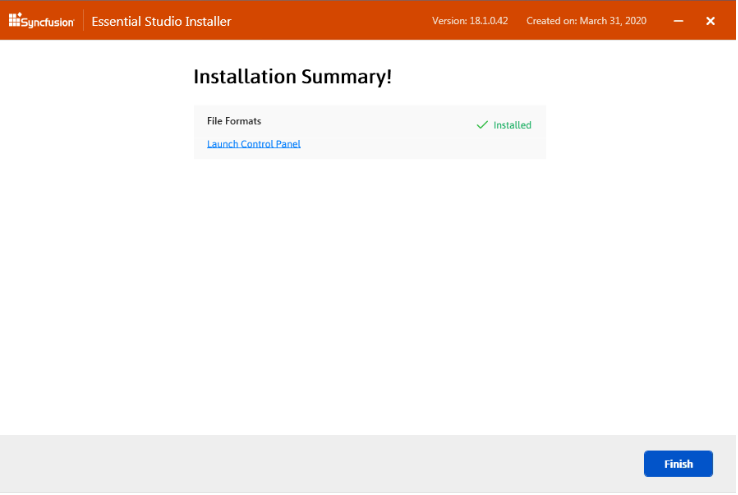 Syncfusion Essential Studio Installer Version: 18.1.0.42 Created on: March 31, 2020
Installation Summary!
File Formats
Installed
Launch Control Panel
Finish